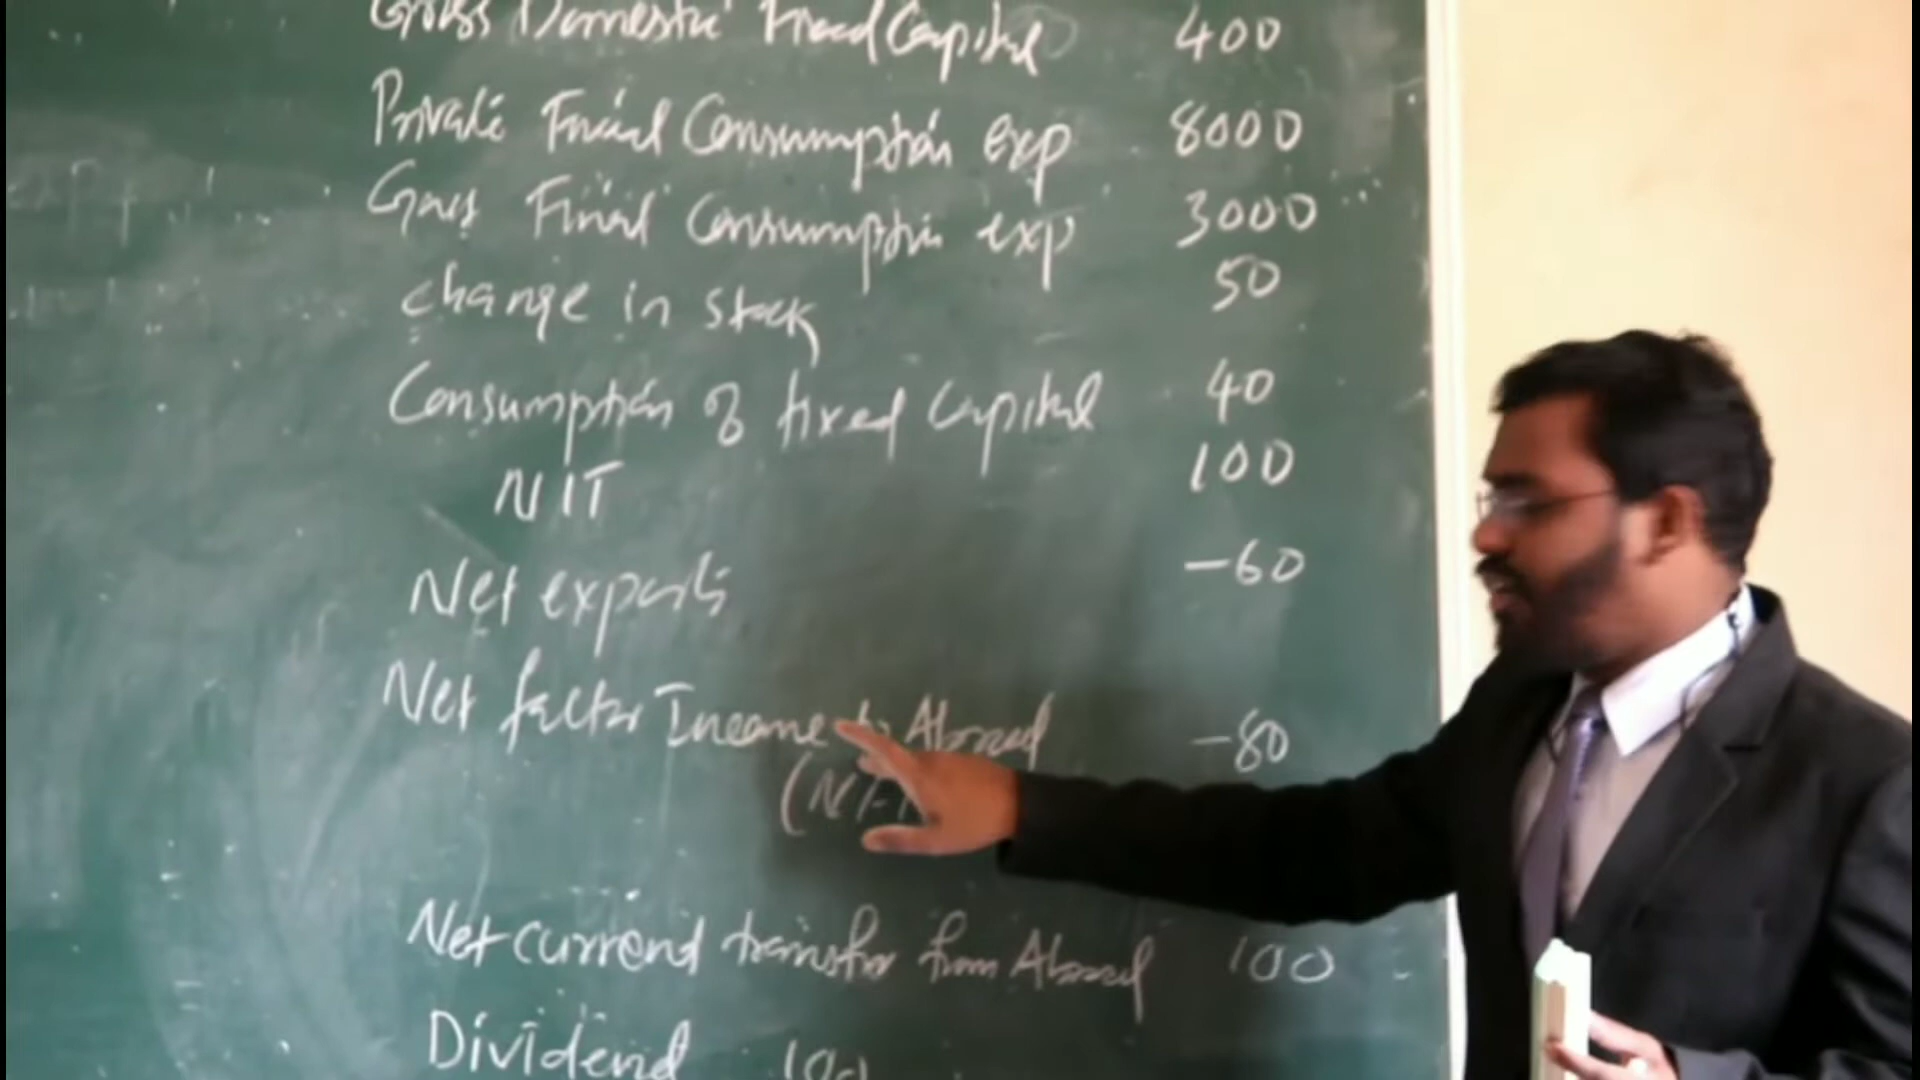 Gross Domestic Fixed Capital 400
Private Final Consumption exp 8000
Final Consumption exp 3000
change in stock 50
Consumption of fixed Capital 40
NIT 100
Net exports -60
Net factor Income to Abroad -80
Net current transfer from Abroad 100
Dividend 100